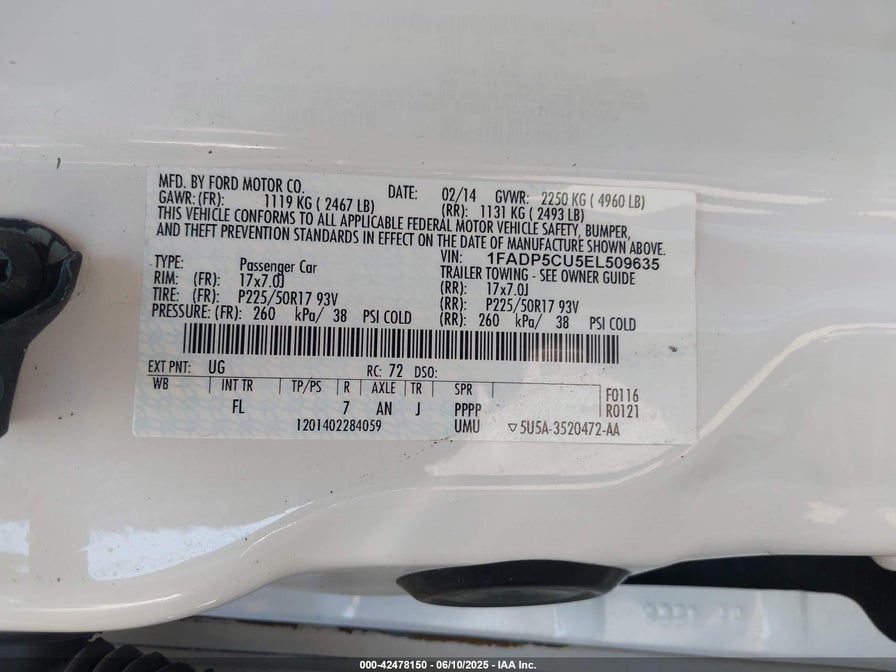 MFD. BY FORD MOTOR CO. DATE: 02/14 GVWR: 2250 KG ( 4960 LB)
GAWR: (FR): 1119 KG ( 2467 LB) (RR): 1131 KG ( 2493 LB)
THIS VEHICLE CONFORMS TO ALL APPLICABLE FEDERAL MOTOR VEHICLE SAFETY, BUMPER,
AND THEFT PREVENTION STANDARDS IN EFFECT ON THE DATE OF MANUFACTURE SHOWN ABOVE.
VIN: 1FADP5CU5EL509635
TYPE: Passenger Car TRAILER TOWING - SEE OWNER GUIDE
RIM: (FR): 17x7.0J (RR): 17x7.0J
TIRE: (FR): P225/50R17 93V (RR): P225/50R17 93V
PRESSURE: (FR): 260 kPa/ 38 PSI COLD (RR): 260 kPa/ 38 PSI COLD
EXT PNT: UG RC: 72 DSO:
WB INT TR TP/PS R AXLE TR SPR F0116
FL 7 AN J PPPP R0121
1201402284059 UMU ▽5U5A-3520472-AA
000-42478150 - 06/10/2025 - IAA Inc.